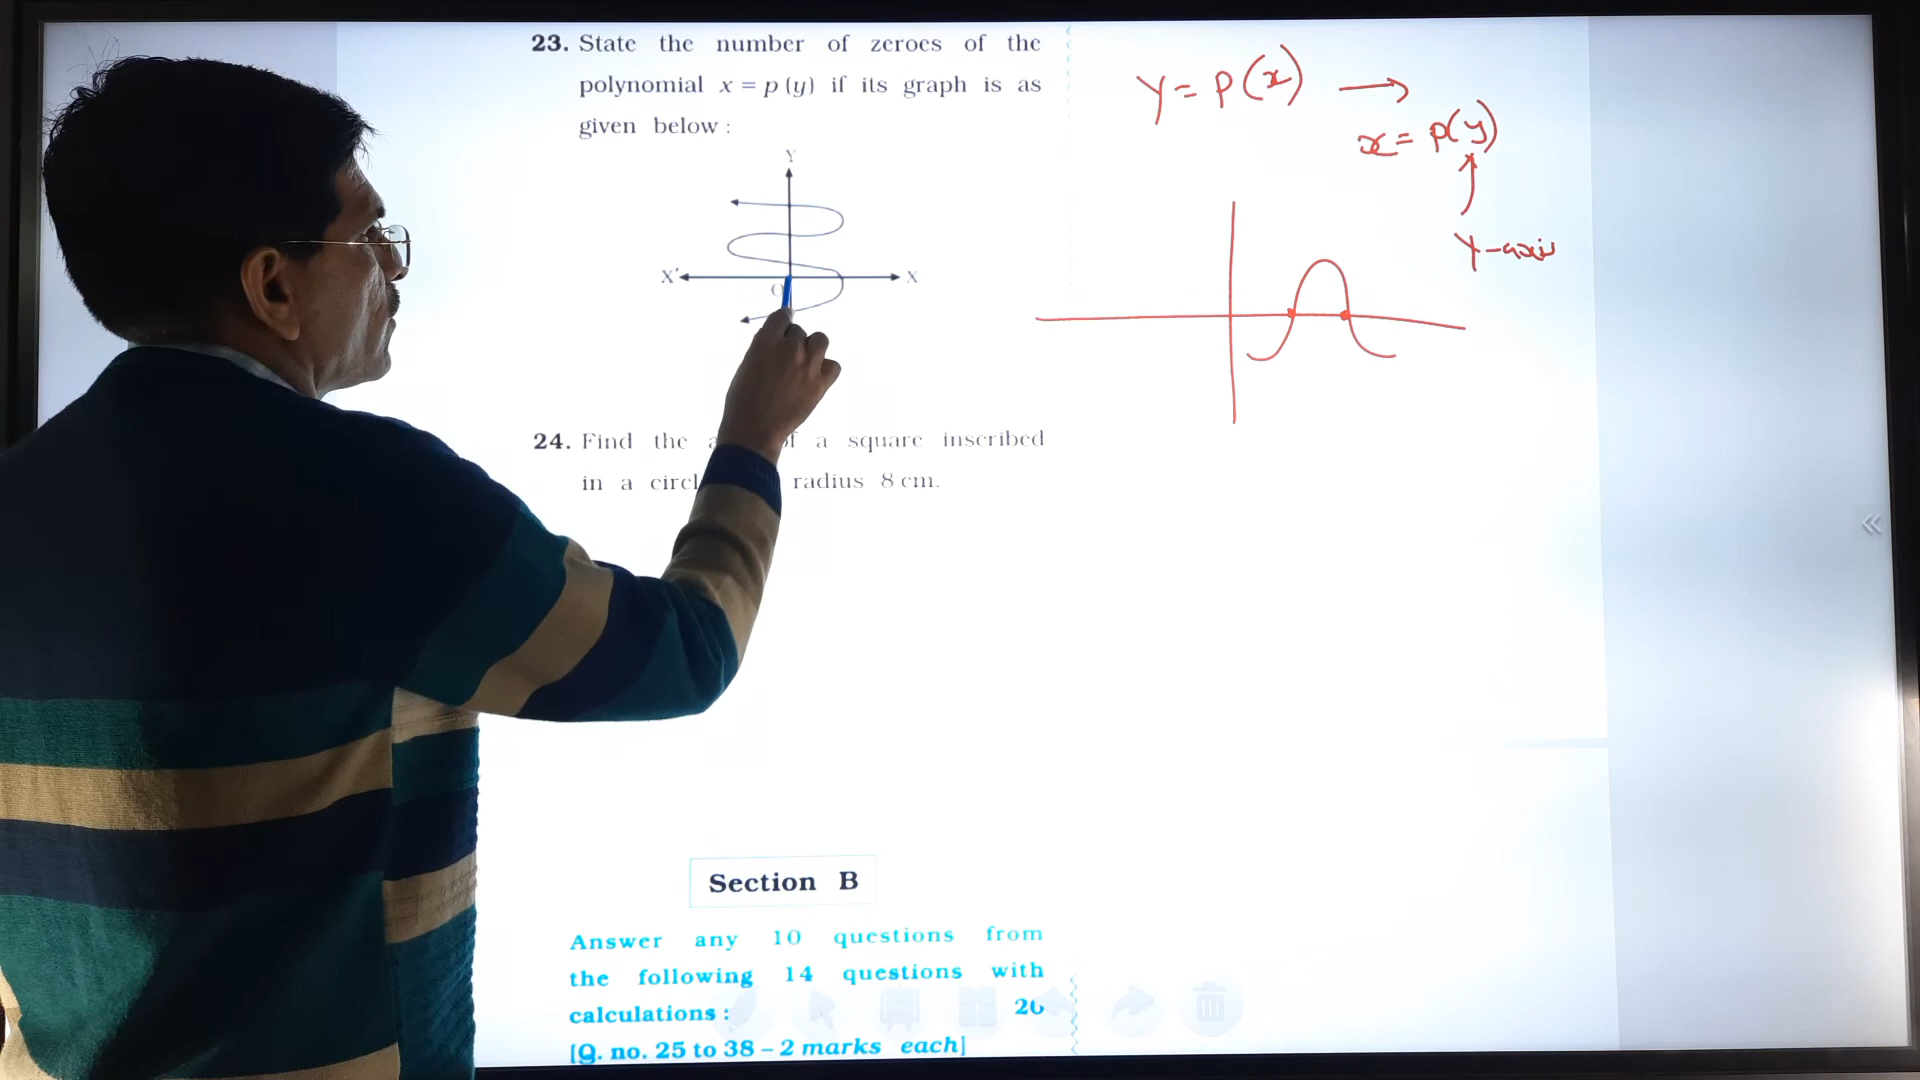 23. State the number of zeroes of the
polynomial x = p (y) if its graph is as
given below :
Y
X'
X
O
24. Find the of a square inscribed
in a radius 8 cm.
Section B
Answer any 10 questions from
the following 14 questions with
calculations :
[Q. no. 25 to 38 – 2 marks each]
Y = P(x) →
x = p(y)
Y-axis